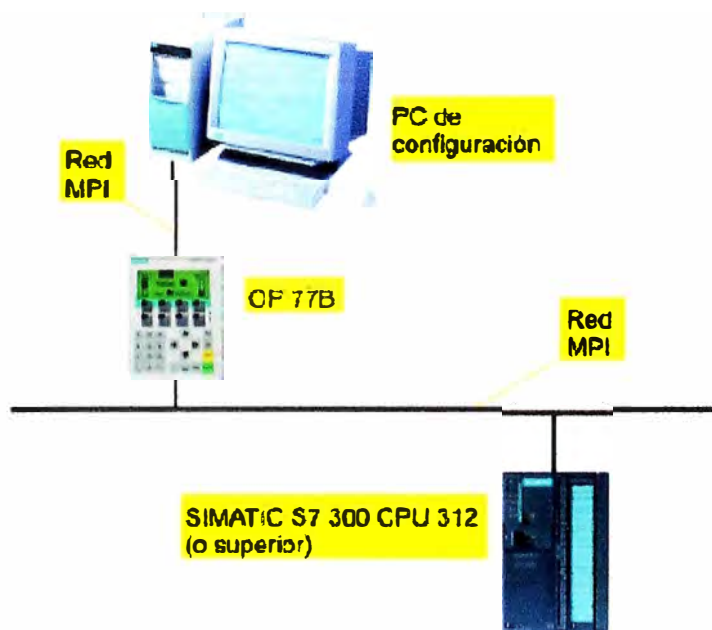 PC de
configuración
Red
MPI
OP 77B
Red
MPI
SIMATIC S7 300 CPU 312
(o superior)